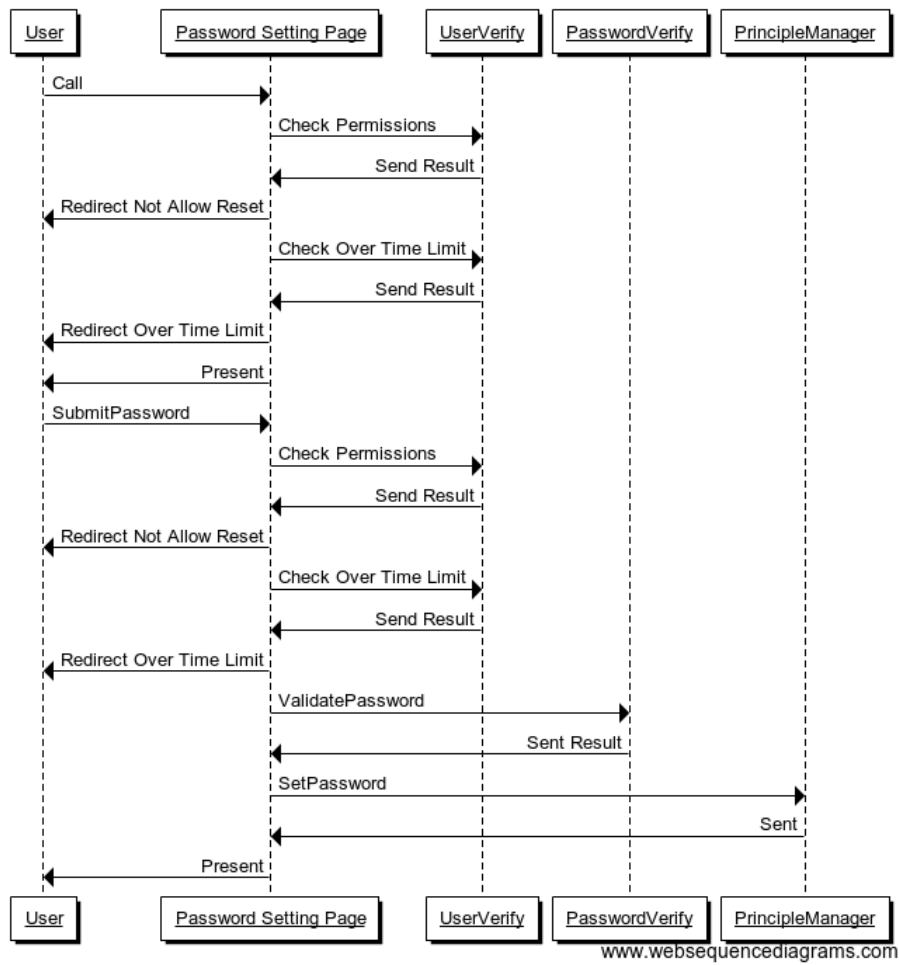 User
Password Setting Page
UserVerify
PasswordVerify
PrincipleManager
Call
Check Permissions
Send Result
Redirect Not Allow Reset
Check Over Time Limit
Send Result
Redirect Over Time Limit
Present
SubmitPassword
Check Permissions
Send Result
Redirect Not Allow Reset
Check Over Time Limit
Send Result
Redirect Over Time Limit
ValidatePassword
Sent Result
SetPassword
Sent
Present
User
Password Setting Page
UserVerify
PasswordVerify
PrincipleManager
www.websequencediagrams.com